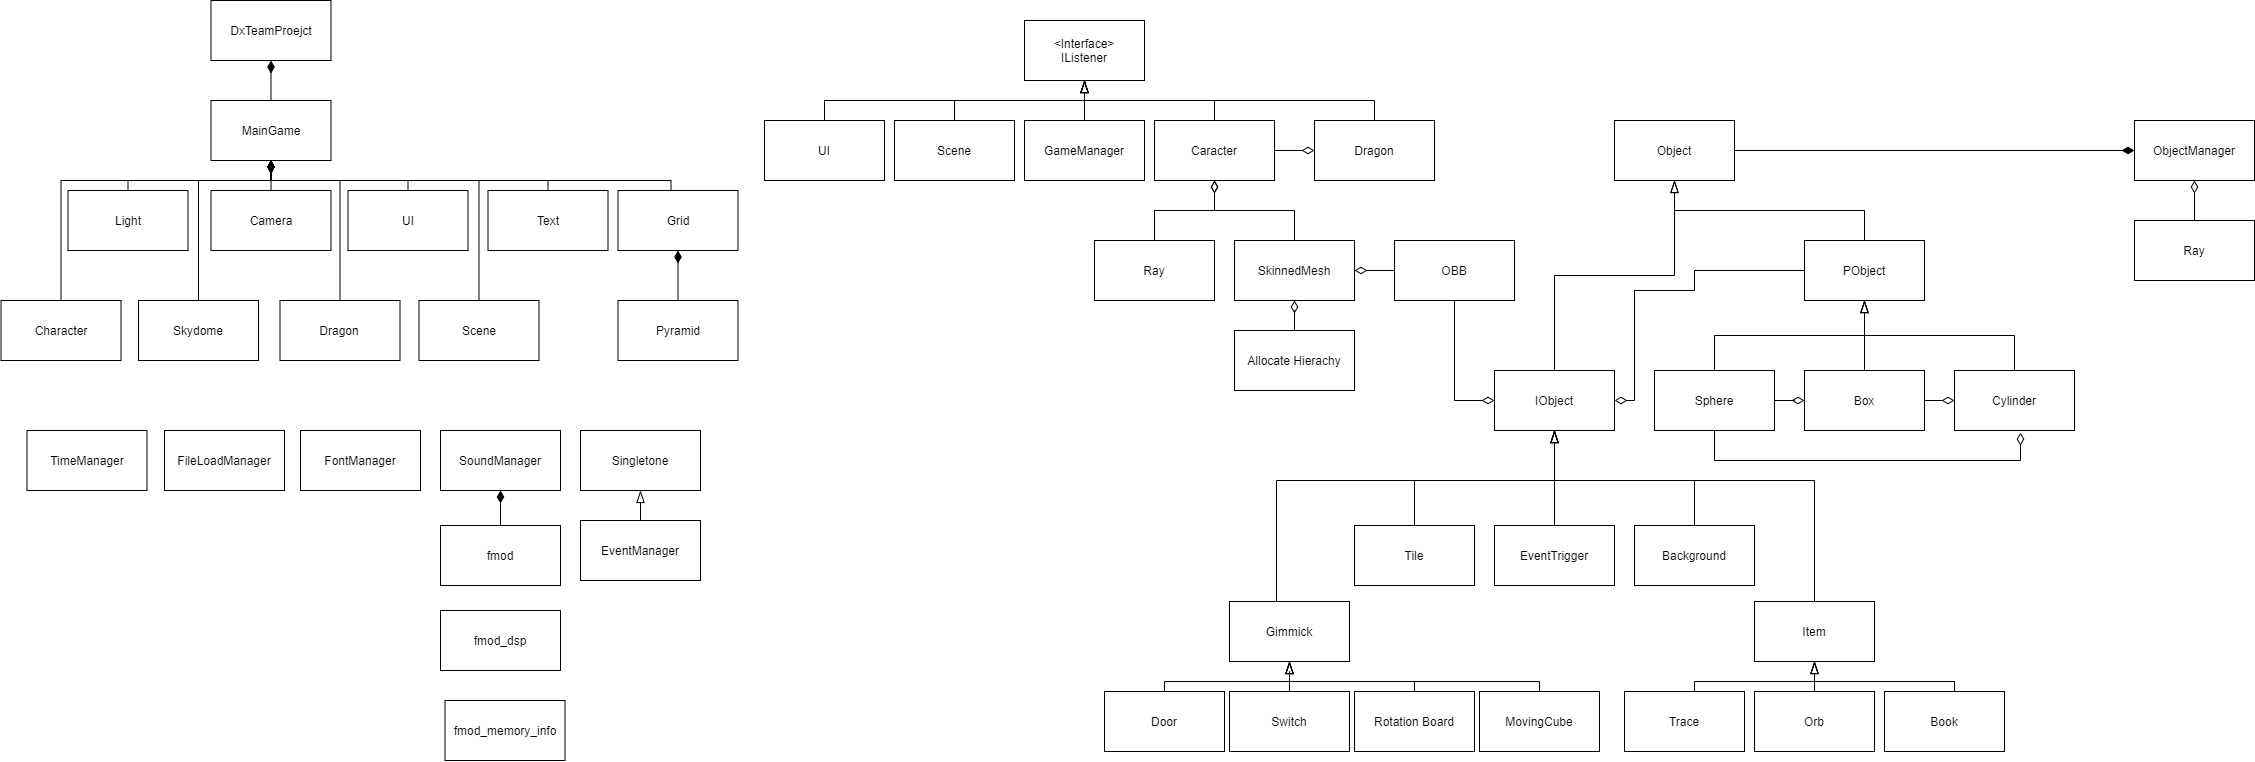 DxTeamProejct
MainGame
Light
Camera
UI
Text
Grid
Character
Skydome
Dragon
Scene
Pyramid
TimeManager
FileLoadManager
FontManager
SoundManager
Singletone
fmod
EventManager
fmod_dsp
fmod_memory_info
<Interface>
IListener
UI
Scene
GameManager
Caracter
Dragon
Ray
SkinnedMesh
OBB
Allocate Hierachy
Object
ObjectManager
PObject
Ray
IObject
Sphere
Box
Cylinder
Tile
EventTrigger
Background
Gimmick
Item
Door
Switch
Rotation Board
MovingCube
Trace
Orb
Book